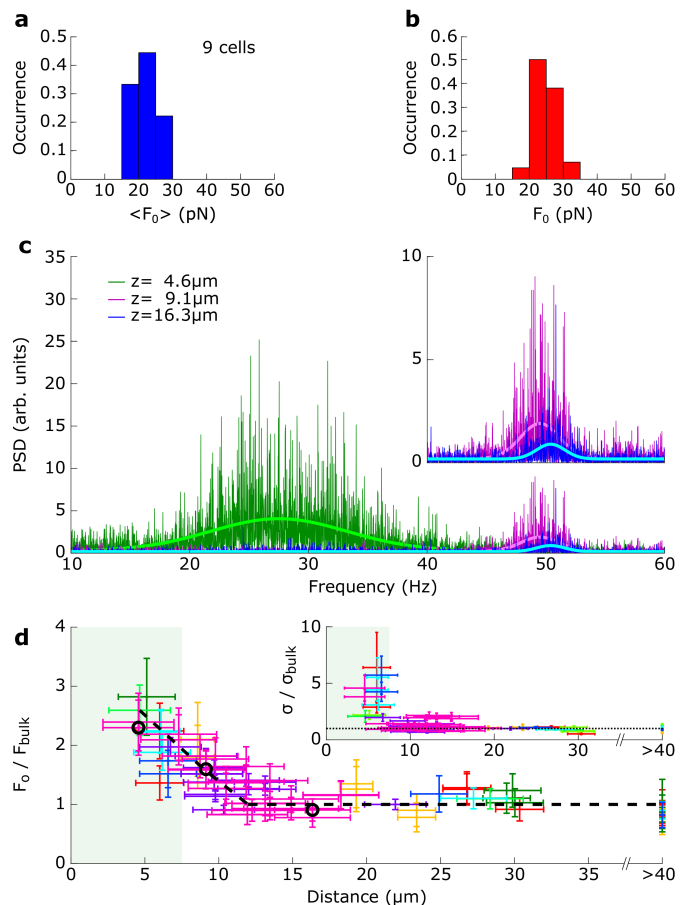 a
0.5
0.4
0.3
0.2
0.1
0
Occurrence
9 cells
0 10 20 30 40 50 60
<F₀> (pN)
b
0.6
0.5
0.4
0.3
0.2
0.1
0
Occurrence
0 10 20 30 40 50 60
F₀ (pN)
c
35
30
25
20
15
10
5
0
PSD (arb. units)
z= 4.6µm
z= 9.1µm
z=16.3µm
10
5
0
10 20 30 40 50 60
Frequency (Hz)
d
4
3
2
1
0
F₀ / F_bulk
10
5
0
σ / σ_bulk
0 10 20 30 >40
0 5 10 15 20 25 30 35 >40
Distance (µm)